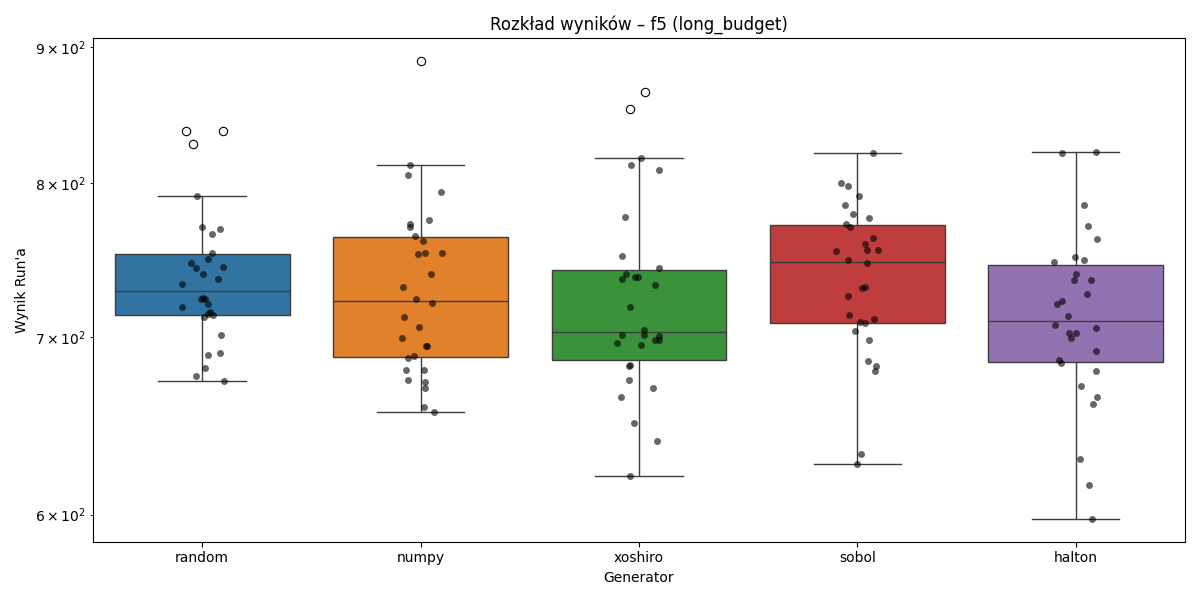 Rozkład wyników – f5 (long_budget)
9 × 10²
8 × 10²
7 × 10²
6 × 10²
Wynik Run'a
random numpy xoshiro sobol halton
Generator